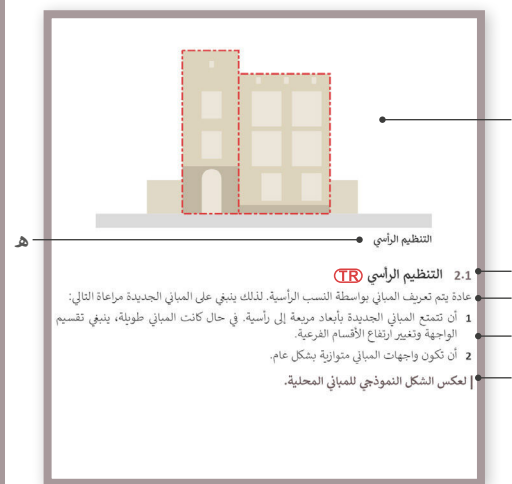 التنظيم الرأسي
هـ
2.1 التنظيم الرأسي TR
عادة يتم تعريف المباني بواسطة النسب الرأسية. لذلك ينبغي على المباني الجديدة مراعاة التالي:
1 أن تتمتع المباني الجديدة بأبعاد مربعة إلى رأسية. في حال كانت المباني طويلة، ينبغي تقسيم
الواجهة وتغيير ارتفاع الأقسام الفرعية.
2 أن تكون واجهات المباني متوازية بشكل عام.
لعكس الشكل النموذجي للمباني المحلية.